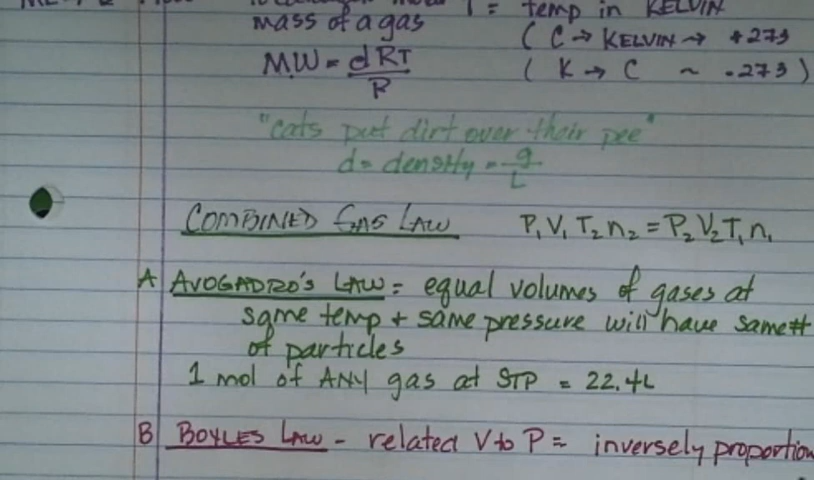 = temp in KELVIN
mass of a gas
(C → KELVIN → +273
MW = dRT
P
( K → C ~ -273)
"cats put dirt over their pee"
d = density = g
L
COMBINED GAS LAW P₁V₁T₂n₂ = P₂V₂T₁n₁
A AVOGADRO'S LAW = equal volumes of gases at
same temp + same pressure will have same #
of particles
1 mol of ANY gas at STP = 22.4L
B BOYLES LAW - related V to P = inversely proportion